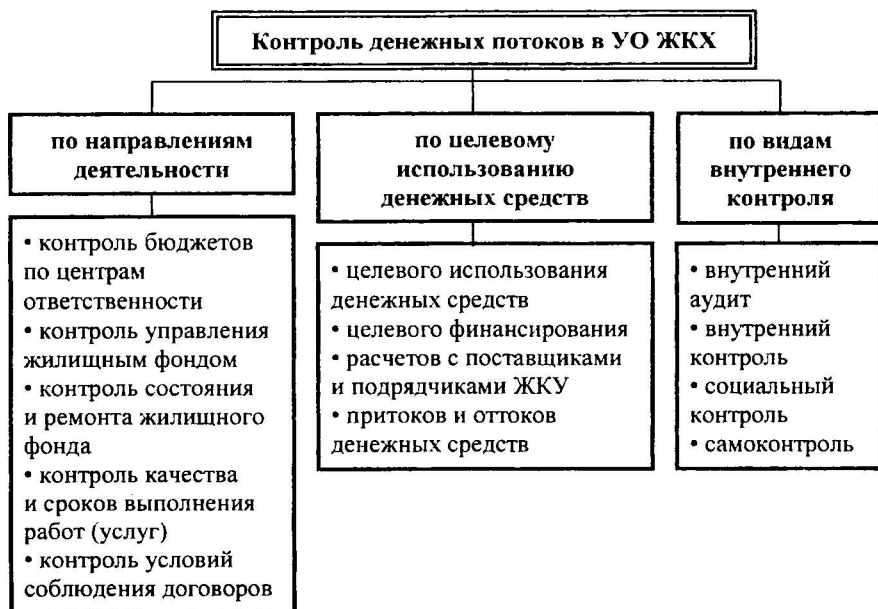 Контроль денежных потоков в УО ЖКХ
по направлениям
деятельности
по целевому
использованию
денежных средств
по видам
внутреннего
контроля
• контроль бюджетов
по центрам
ответственности
• контроль управления
жилищным фондом
• контроль состояния
и ремонта жилищного
фонда
• контроль качества
и сроков выполнения
работ (услуг)
• контроль условий
соблюдения договоров
• целевого использования
денежных средств
• целевого финансирования
• расчетов с поставщиками
и подрядчиками ЖКУ
• притоков и оттоков
денежных средств
• внутренний
аудит
• внутренний
контроль
• социальный
контроль
• самоконтроль